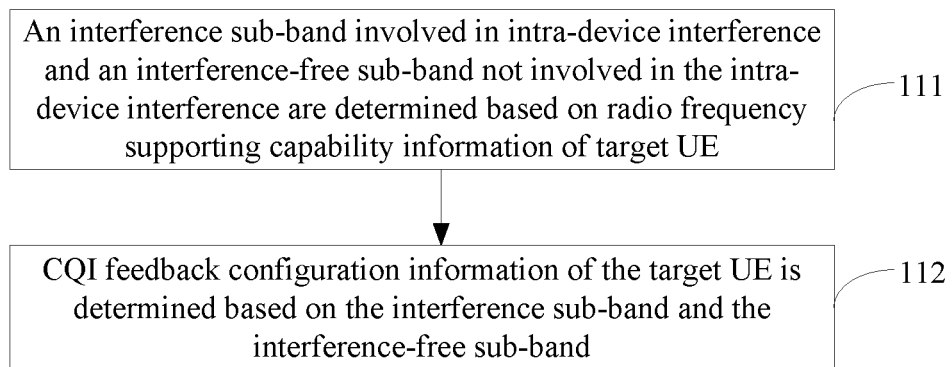 An interference sub-band involved in intra-device interference
and an interference-free sub-band not involved in the intra-
device interference are determined based on radio frequency
supporting capability information of target UE
111
CQI feedback configuration information of the target UE is
determined based on the interference sub-band and the
interference-free sub-band
112